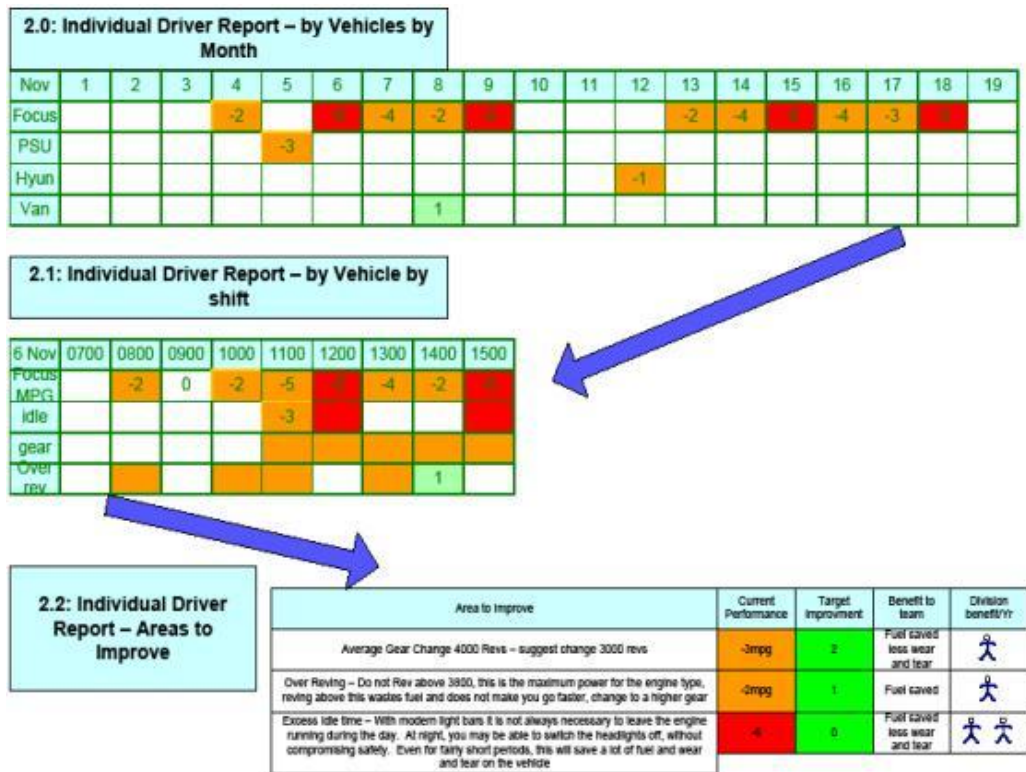 2.0: Individual Driver Report – by Vehicles by
Month
Nov 1 2 3 4 5 6 7 8 9 10 11 12 13 14 15 16 17 18 19
Focus -2 -4 -2 -2 -4 -4 -3
PSU -3
Hyun -1
Van 1
2.1: Individual Driver Report – by Vehicle by
shift
6 Nov 0700 0800 0900 1000 1100 1200 1300 1400 1500
Focus
MPG -2 0 -2 -5 -4 -2
idle -3
gear
Over
rev 1
2.2: Individual Driver
Report – Areas to
Improve
Area to Improve Current
Performance Target
Improvment Benefit to
team Division
benefit/Yr
Average Gear Change 4000 Revs – suggest change 3000 revs -3mpg 2 Fuel saved
less wear
and tear
Over Reving – Do not Rev above 3800, this is the maximum power for the engine type,
reving above this wastes fuel and does not make you go faster, change to a higher gear -2mpg 1 Fuel saved
Excess Idle time – With modern light bars it is not always necessary to leave the engine
running during the day. At night, you may be able to switch the headlights off, without
compromising safety. Even for fairly short periods, this will save a lot of fuel and wear
and tear on the vehicle 0 Fuel saved
less wear
and tear